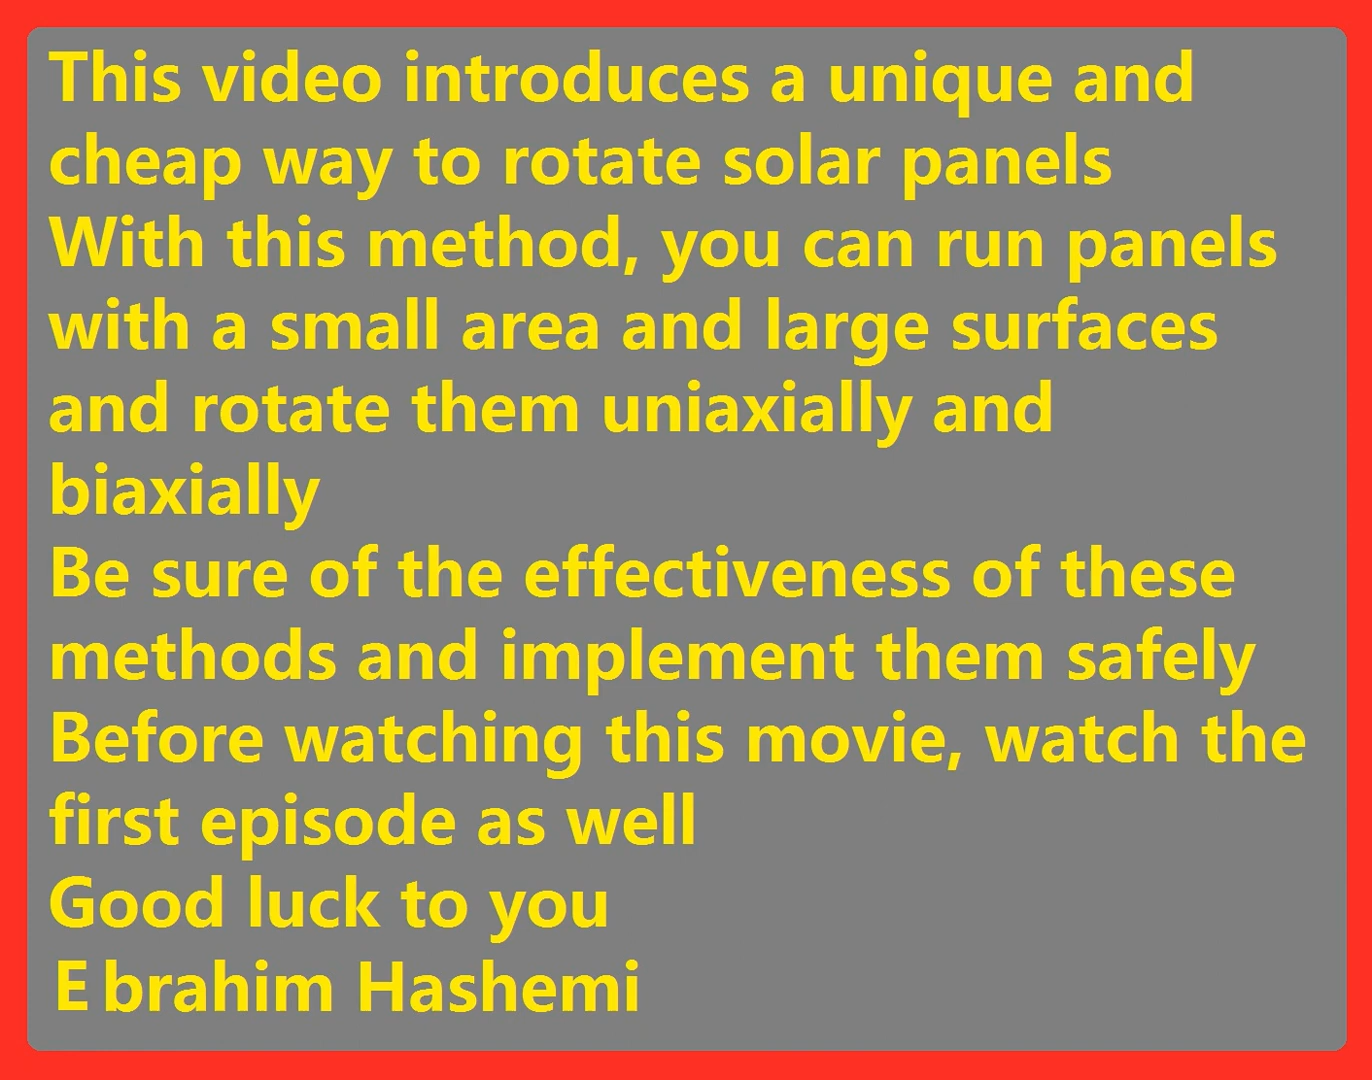 This video introduces a unique and
cheap way to rotate solar panels
With this method, you can run panels
with a small area and large surfaces
and rotate them uniaxially and
biaxially
Be sure of the effectiveness of these
methods and implement them safely
Before watching this movie, watch the
first episode as well
Good luck to you
E brahim Hashemi